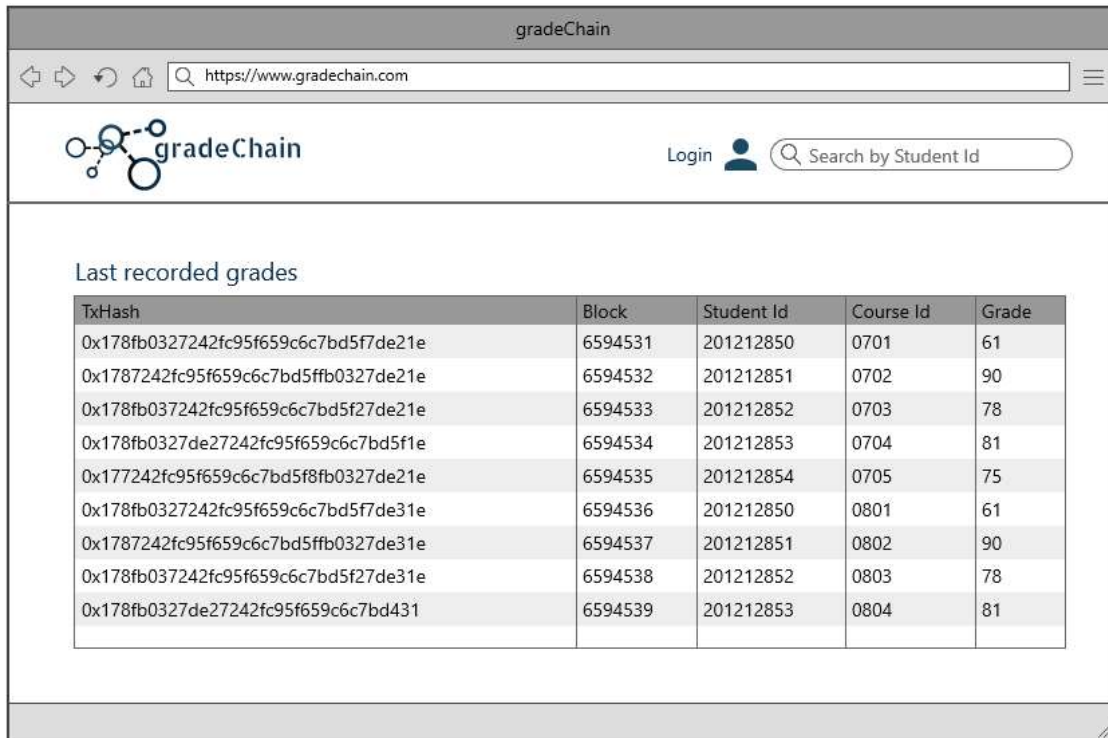 gradeChain
https://www.gradechain.com
gradeChain Login Search by Student Id
Last recorded grades
TxHash Block Student Id Course Id Grade
0x178fb0327242fc95f659c6c7bd5f7de21e 6594531 201212850 0701 61
0x1787242fc95f659c6c7bd5ffb0327de21e 6594532 201212851 0702 90
0x178fb037242fc95f659c6c7bd5f27de21e 6594533 201212852 0703 78
0x178fb0327de27242fc95f659c6c7bd5f1e 6594534 201212853 0704 81
0x177242fc95f659c6c7bd5f8fb0327de21e 6594535 201212854 0705 75
0x178fb0327242fc95f659c6c7bd5f7de31e 6594536 201212850 0801 61
0x1787242fc95f659c6c7bd5ffb0327de31e 6594537 201212851 0802 90
0x178fb037242fc95f659c6c7bd5f27de31e 6594538 201212852 0803 78
0x178fb0327de27242fc95f659c6c7bd431 6594539 201212853 0804 81